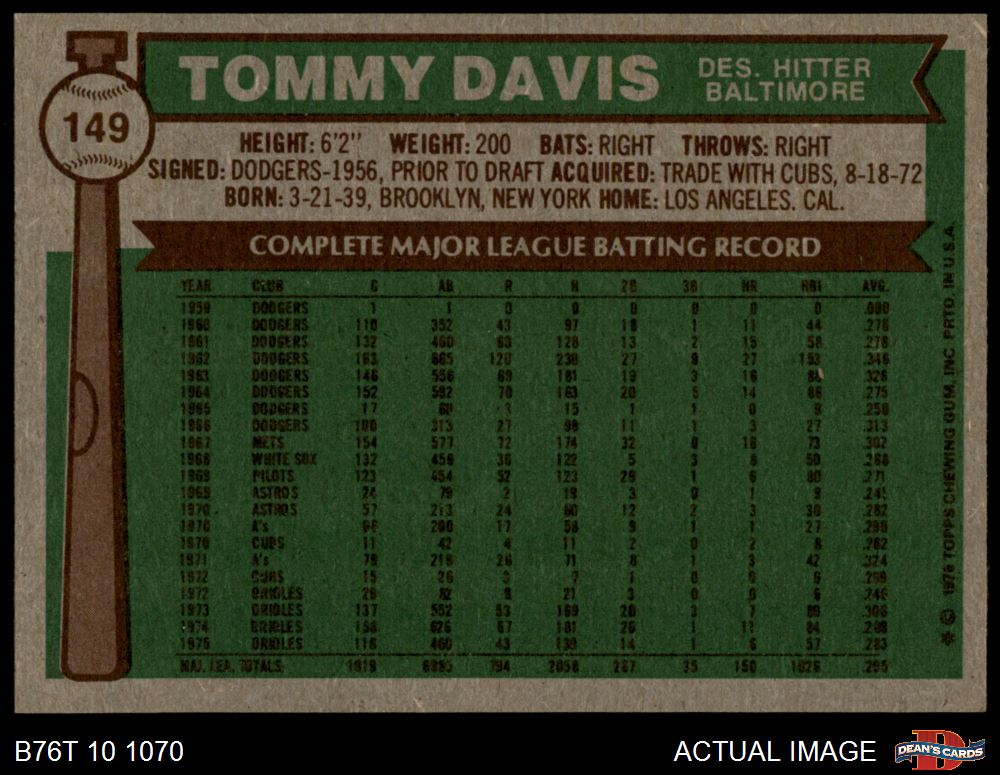 TOMMY DAVIS
DES. HITTER
BALTIMORE
149
HEIGHT: 6'2" WEIGHT: 200 BATS: RIGHT THROWS: RIGHT
SIGNED: DODGERS-1956, PRIOR TO DRAFT ACQUIRED: TRADE WITH CUBS, 8-18-72
BORN: 3-21-39, BROOKLYN, NEW YORK HOME: LOS ANGELES. CAL.
COMPLETE MAJOR LEAGUE BATTING RECORD
YEAR CLUB G AB R H 2B 3B HR RBI AVG.
1959 DODGERS 1 1 0 0 0 0 0 0 .000
1960 DODGERS 110 352 43 97 18 1 11 44 .276
1961 DODGERS 132 460 60 128 13 2 15 58 .278
1962 DODGERS 163 665 120 230 27 9 27 153 .346
1963 DODGERS 146 556 69 181 19 3 16 88 .326
1964 DODGERS 152 592 70 163 20 5 14 86 .275
1965 DODGERS 17 60 3 15 1 1 0 9 .250
1966 DODGERS 100 313 27 98 11 1 3 27 .313
1967 METS 154 577 72 174 32 0 16 73 .302
1968 WHITE SOX 132 456 30 122 5 3 8 50 .268
1969 PILOTS 123 454 52 123 29 1 6 80 .271
1969 ASTROS 24 79 2 19 3 0 1 9 .241
1970 ASTROS 57 213 24 60 12 2 3 30 .282
1970 A's 66 200 17 58 9 1 1 27 .290
1970 CUBS 11 42 4 11 2 0 2 8 .262
1971 A's 79 219 26 71 8 1 3 42 .324
1972 CUBS 15 26 3 7 1 0 0 6 .269
1972 ORIOLES 26 82 9 21 3 0 0 6
1973 ORIOLES 137 552 53 169 20 3 7 89 .306
1974 ORIOLES 158 626 67 181 20 1 11 84 .289
1975 ORIOLES 116 460 43 130 14 1 6 57 .283
MAJ. LEA. TOTALS: 1919 794 2058 267 35 150 .295
✱© 1976 TOPPS CHEWING GUM, INC. PRTD. IN U.S.A.
B76T 10 1070
ACTUAL IMAGE
D
DEAN'S CARDS